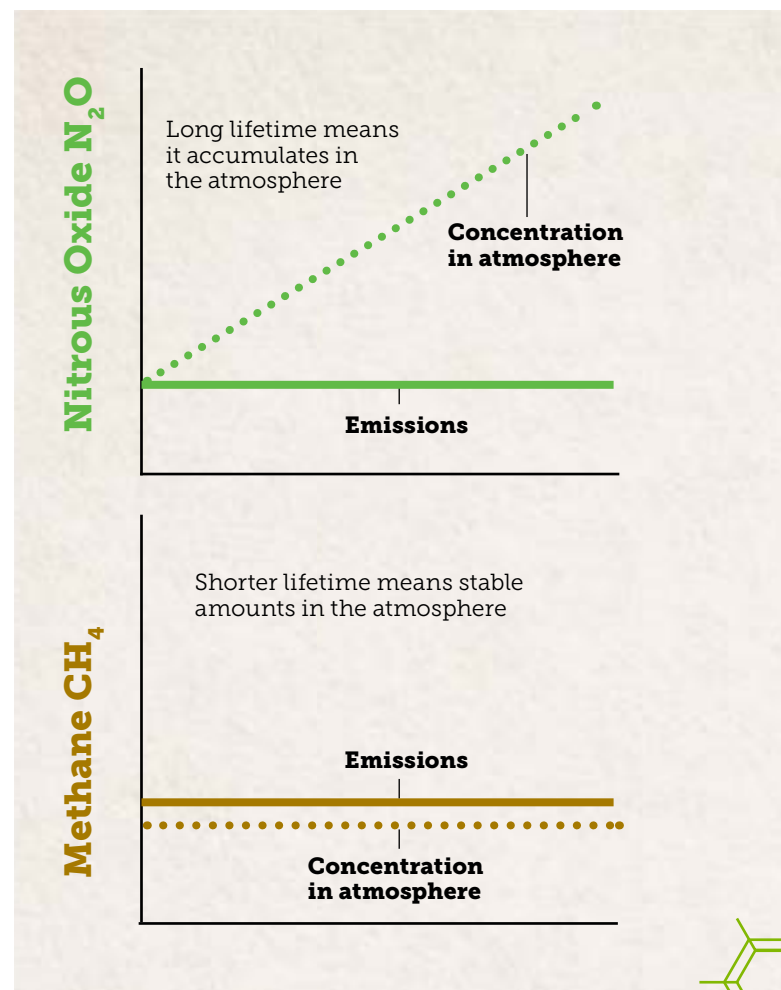 Nitrous Oxide N₂O
Long lifetime means
it accumulates in
the atmosphere
Concentration
in atmosphere
Emissions
Methane CH₄
Shorter lifetime means stable
amounts in the atmosphere
Emissions
Concentration
in atmosphere